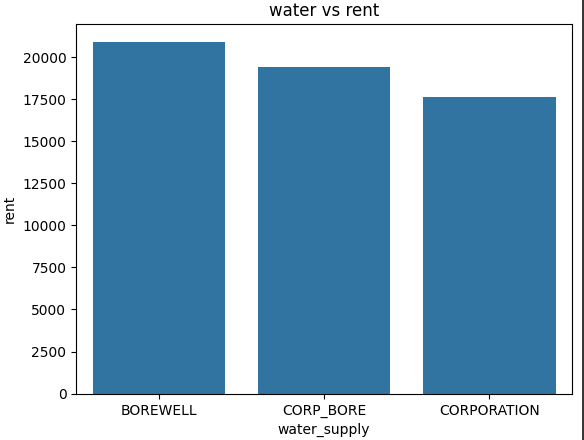 water vs rent
20000
17500
15000
12500
10000
7500
5000
2500
0
rent
BOREWELL CORP_BORE CORPORATION
water_supply